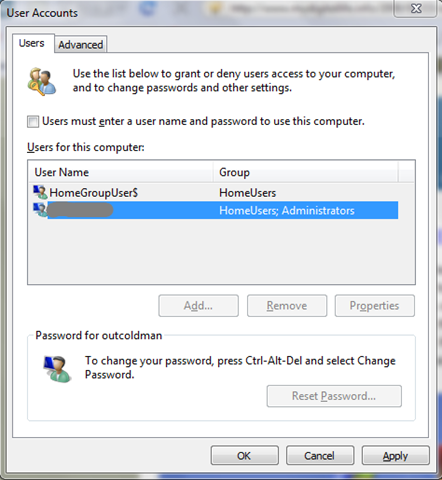 User Accounts
Users
Advanced
Use the list below to grant or deny users access to your computer,
and to change passwords and other settings.
Users must enter a user name and password to use this computer.
Users for this computer:
User Name Group
HomeGroupUser$ HomeUsers
HomeUsers; Administrators
Add... Remove Properties
Password for outcoldman
To change your password, press Ctrl-Alt-Del and select Change
Password.
Reset Password...
OK Cancel Apply